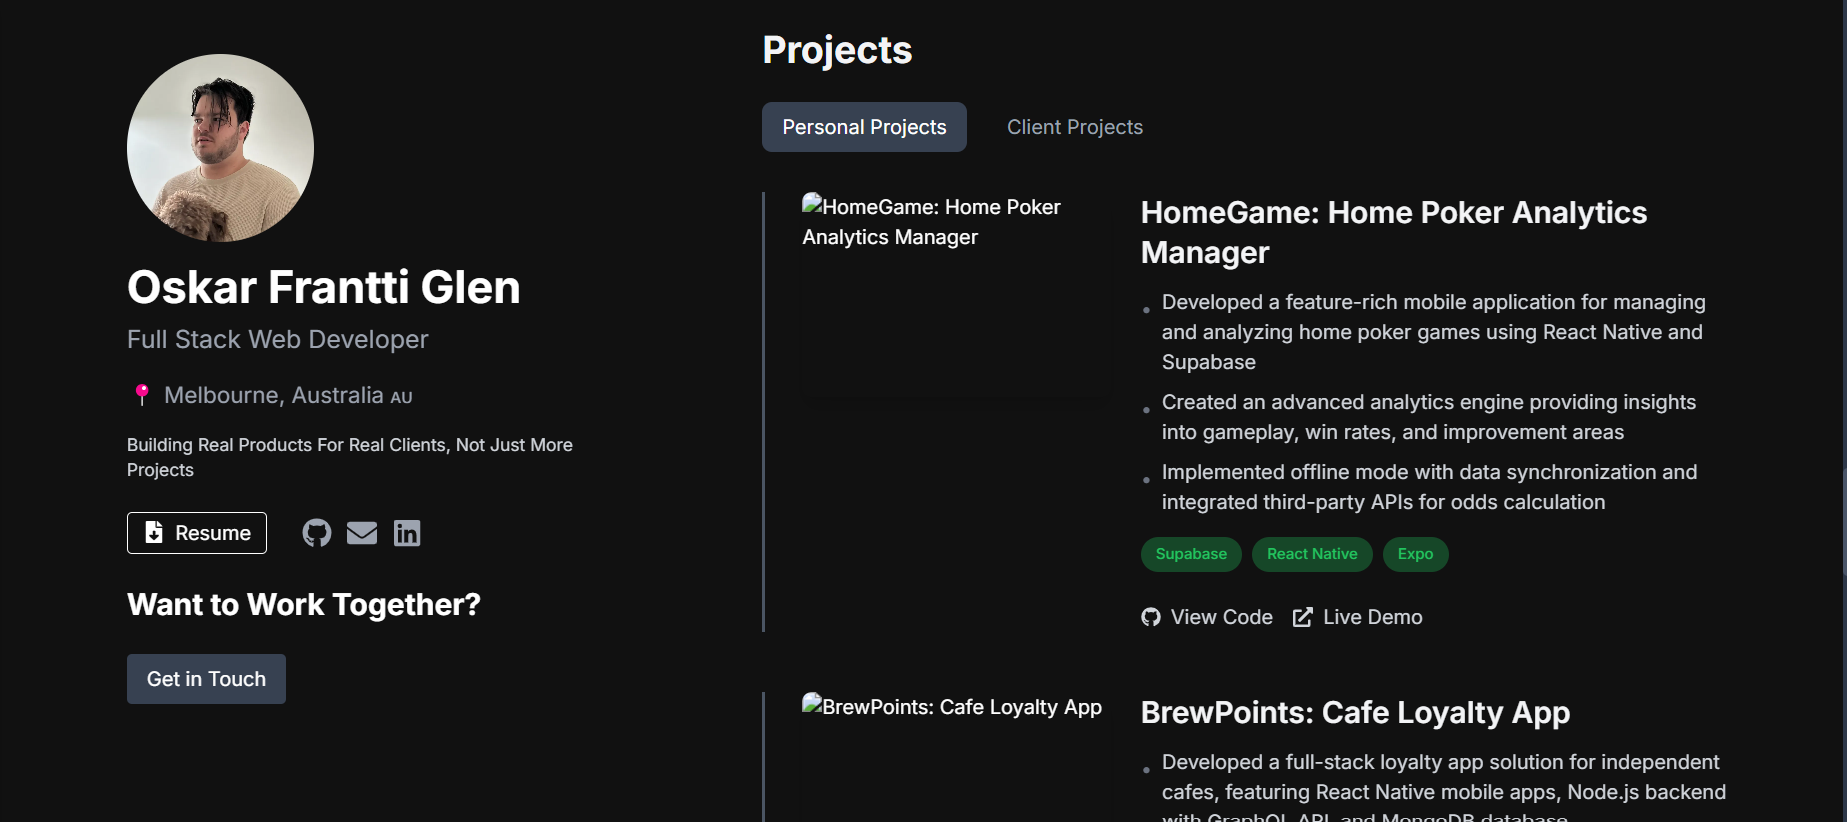 Oskar Frantti Glen
Full Stack Web Developer
Melbourne, Australia AU
Building Real Products For Real Clients, Not Just More
Projects
Resume
Want to Work Together?
Get in Touch
Projects
Personal Projects
Client Projects
HomeGame: Home Poker
Analytics Manager
HomeGame: Home Poker Analytics
Manager
Developed a feature-rich mobile application for managing
and analyzing home poker games using React Native and
Supabase
Created an advanced analytics engine providing insights
into gameplay, win rates, and improvement areas
Implemented offline mode with data synchronization and
integrated third-party APIs for odds calculation
Supabase
React Native
Expo
View Code
Live Demo
BrewPoints: Cafe Loyalty App
BrewPoints: Cafe Loyalty App
Developed a full-stack loyalty app solution for independent
cafes, featuring React Native mobile apps, Node.js backend
with GraphQL API, and MongoDB database